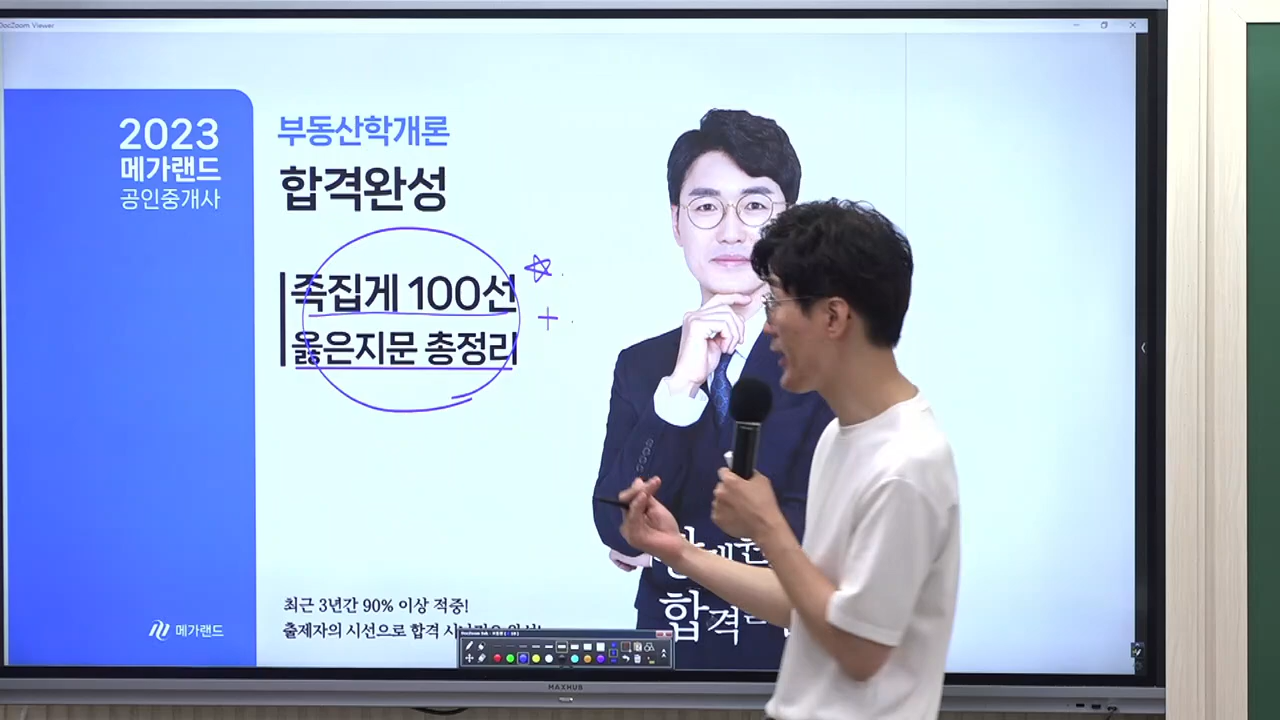 DocZoom Viewer
2023
메가랜드
공인중개사
부동산학개론
합격완성
족집게 100선
옳은지문 총정리
최근 3년간 90% 이상 적중!
출제자의 시선으로 합격
합격
메가랜드
MAXHUB